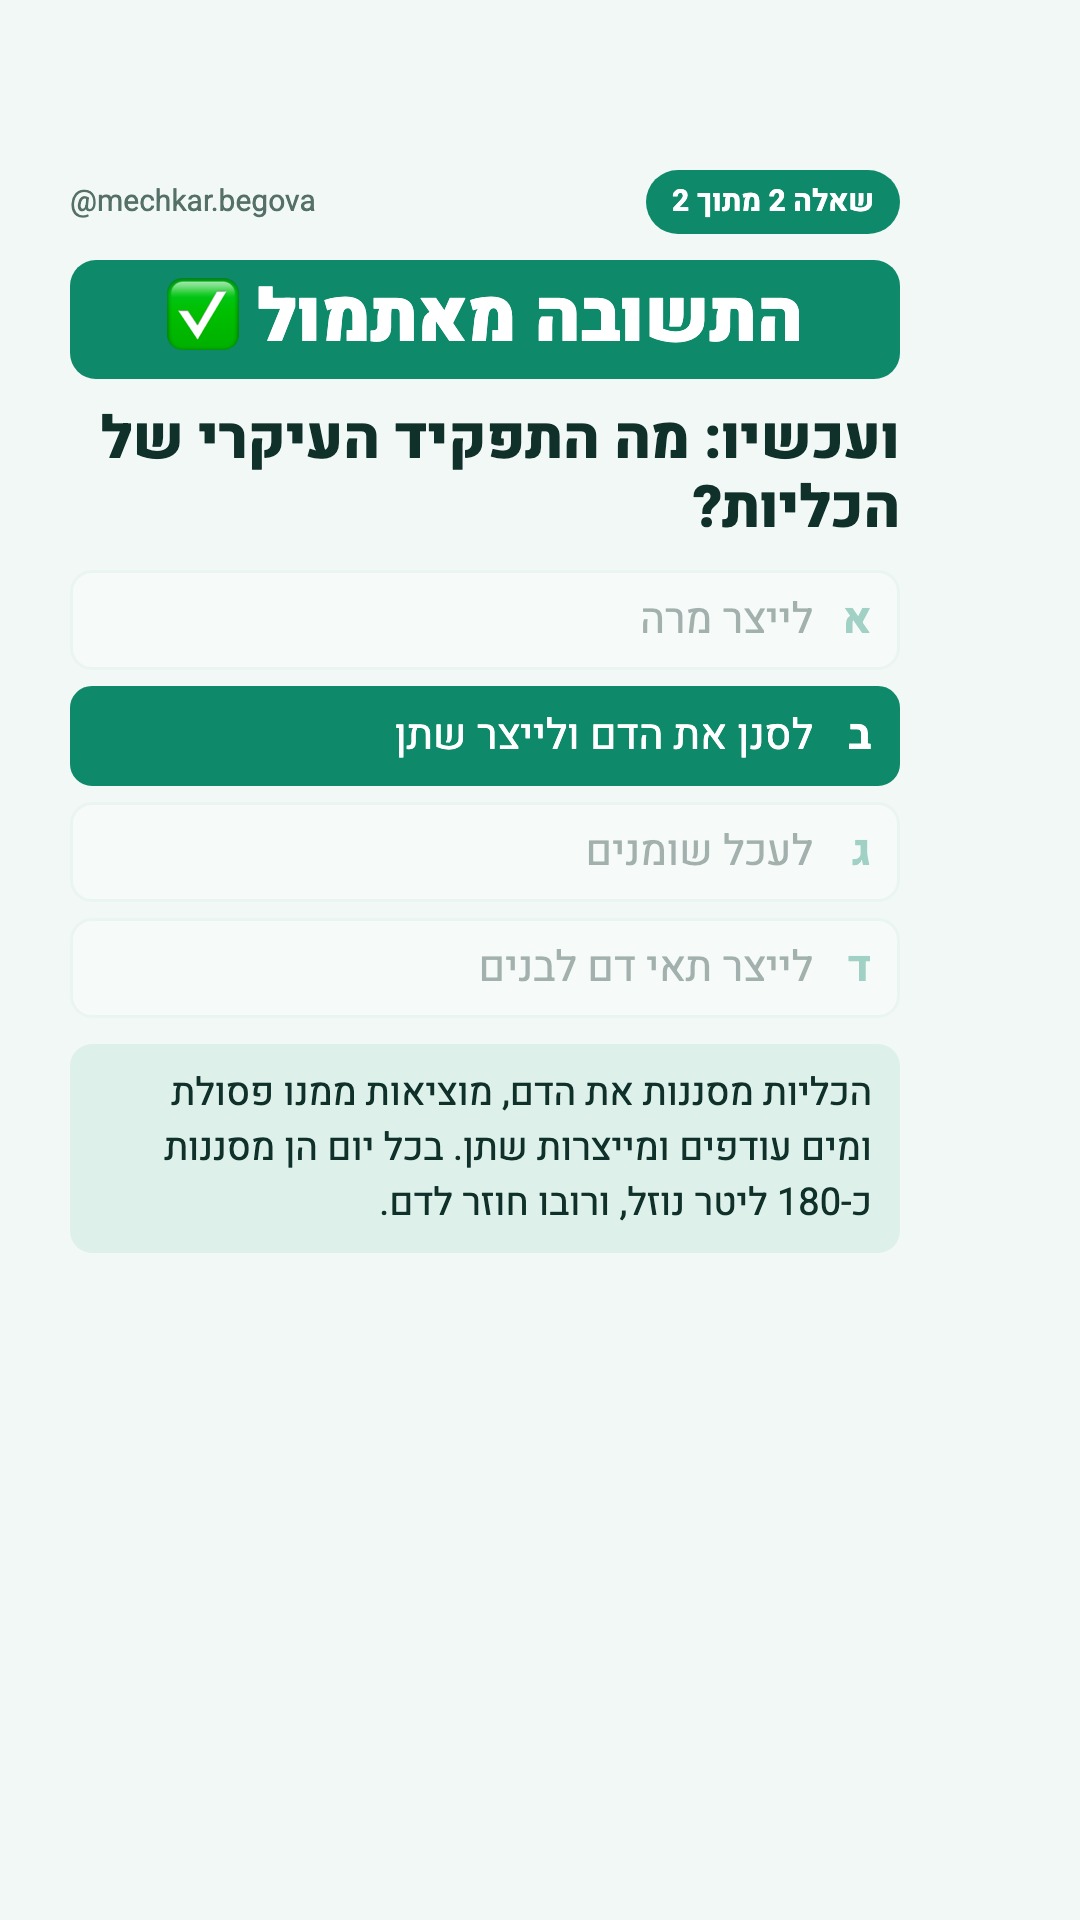 שאלה 2 מתוך 2
@mechkar.begova
התשובה מאתמול ✅
ועכשיו: מה התפקיד העיקרי של
הכליות?
א לייצר מרה
ב לסנן את הדם ולייצר שתן
ג לעכל שומנים
ד לייצר תאי דם לבנים
הכליות מסננות את הדם, מוציאות ממנו פסולת
ומים עודפים ומייצרות שתן. בכל יום הן מסננות
כ-180 ליטר נוזל, ורובו חוזר לדם.